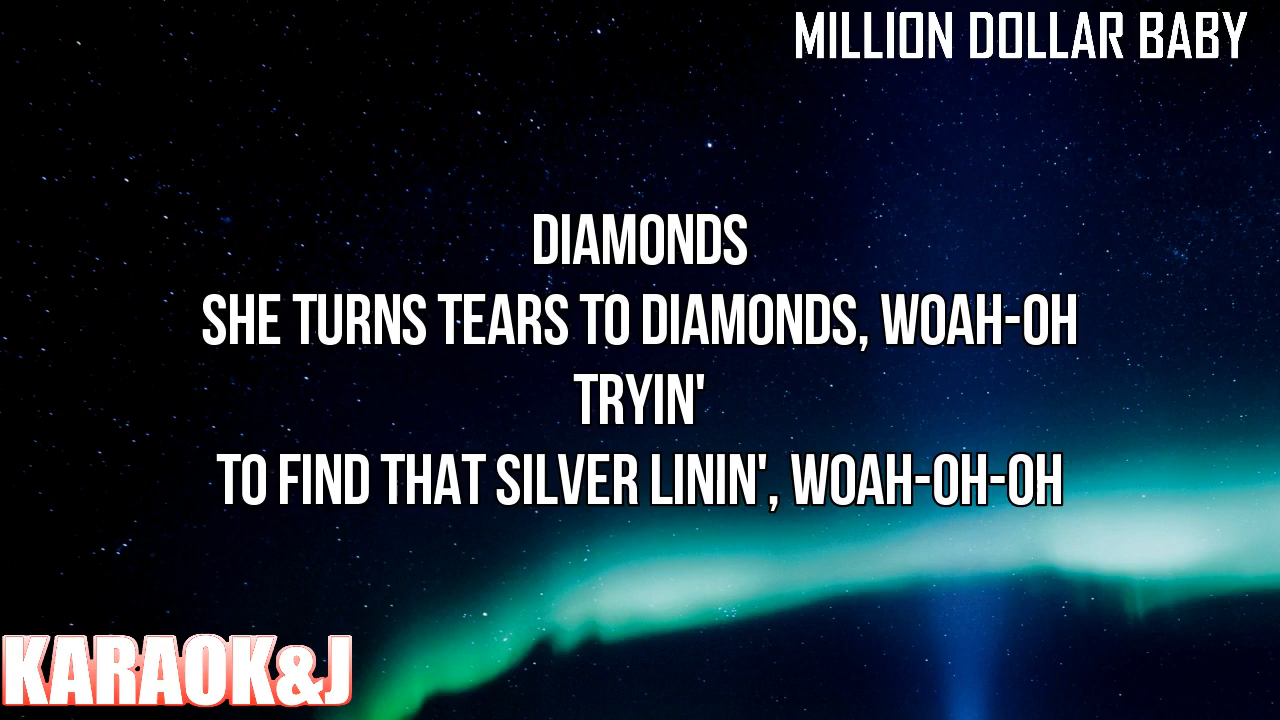 MILLION DOLLAR BABY
DIAMONDS
SHE TURNS TEARS TO DIAMONDS, WOAH-OH
TRYIN'
TO FIND THAT SILVER LININ', WOAH-OH-OH
KARAOK&J